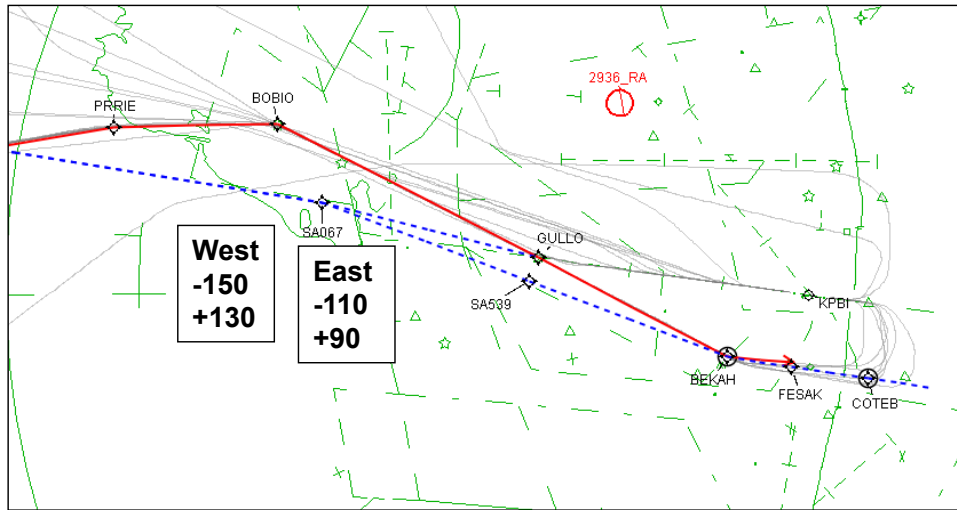 2936_RA
BOBIO
PRRIE
SA067
GULLO
West
-150
+130
East
-110
+90
SA539
KPBI
BEKAH
FESAK
COTEB